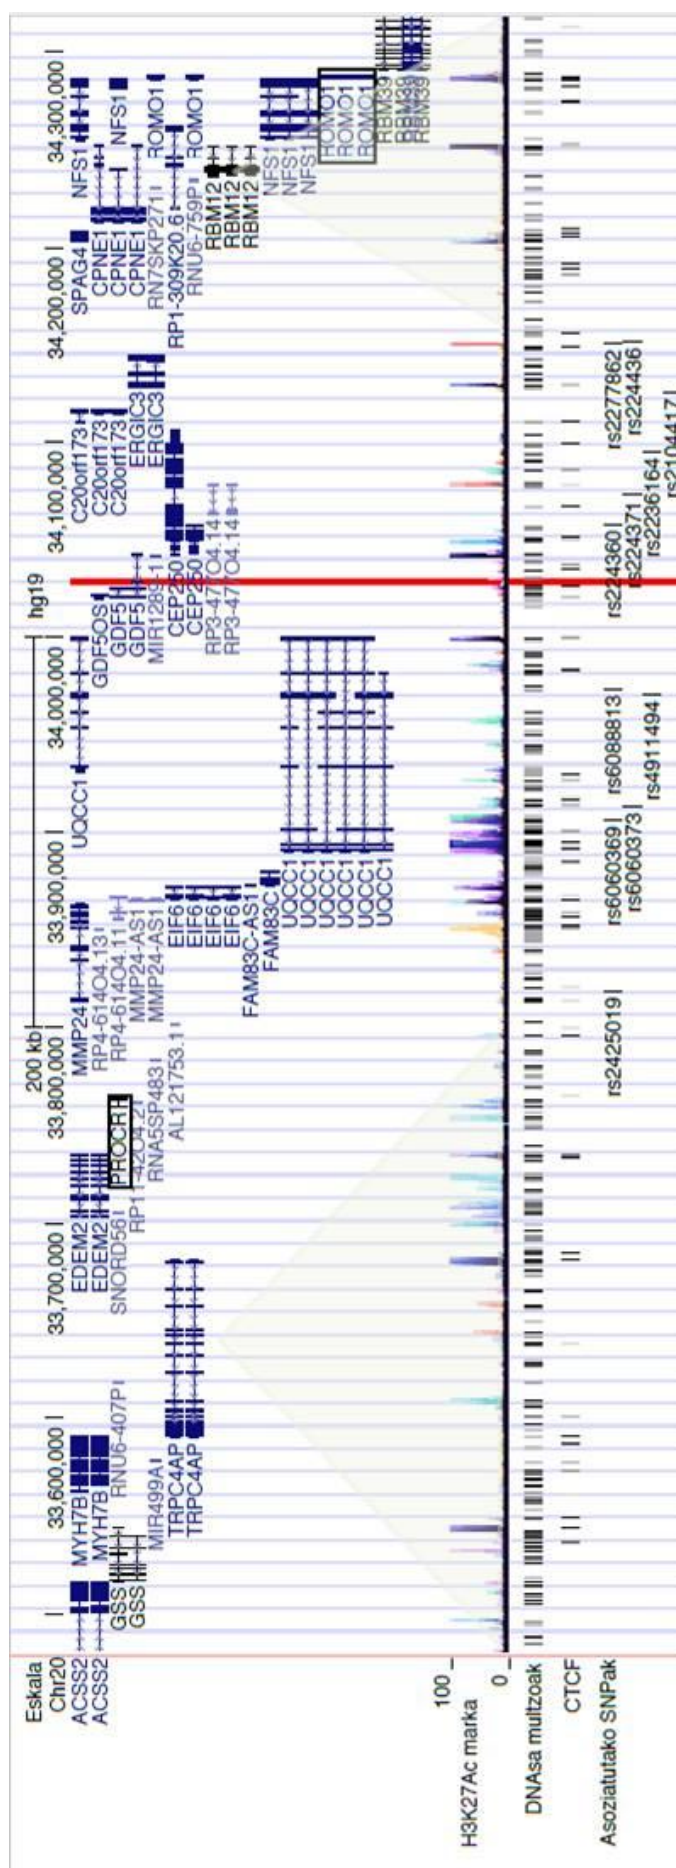 Eskala 200 kb hg19
Chr20 33,600,000 33,700,000 33,800,000 33,900,000 34,000,000 34,100,000 34,200,000 34,300,000
ACSS2 MYH7B EDEM2 MMP24 UQCC1 C20orf173 SPAG4 NFS1
ACSS2 MYH7B EDEM2 RP4-614O4.13 GDF5OS C20orf173 CPNE1
GSS RNU6-407P SNORD56 PROCR RP4-614O4.11 GDF5 C20orf173 CPNE1 NFS1
GSS RP11-42O4.2 MMP24-AS1 GDF5 ERGIC3 CPNE1
MIR499A RNA5SP483 MMP24-AS1 MIR1289-1 ERGIC3 RN7SKP271 ROMO1
TRPC4AP AL121753.1 EIF6 CEP250 RP1-309K20.6
TRPC4AP EIF6 CEP250 RNU6-759P ROMO1
EIF6 RP3-477O4.14 RBM12
EIF6 RP3-477O4.14 RBM12
FAM83C-AS1 RBM12
FAM83C NFS1
UQCC1 NFS1
UQCC1 NFS1
UQCC1 ROMO1
UQCC1 ROMO1
UQCC1 ROMO1
UQCC1 RBM39
RBM39
RBM39
100
H3K27Ac marka
0
DNAsa multzoak
CTCF
Asoziatutako SNPak rs2425019 rs6060369 rs6088813 rs224360 rs2277862
rs6060373 rs224371 rs224436
rs4911494 rs2236164
rs2104417